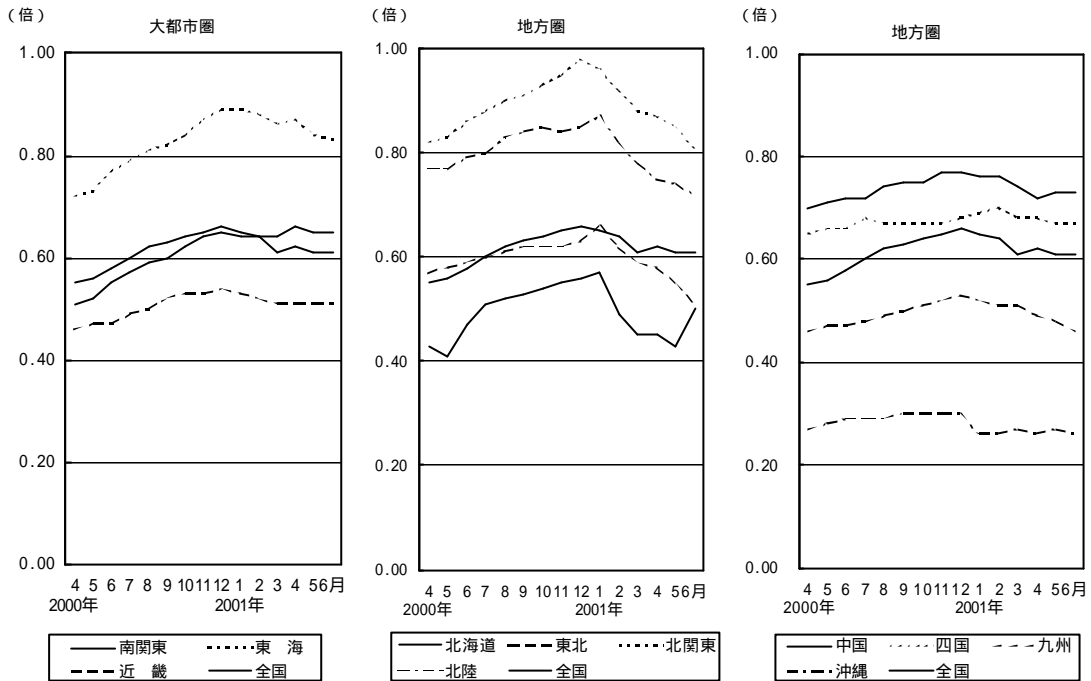 （倍）
大都市圏
1.00
0.80
0.60
0.40
0.20
0.00
4 5 6 7 8 9 10 11 12 1 2 3 4 5 6月
2000年 2001年
南関東 東　海
近　畿 全国
（倍）
地方圏
1.00
0.80
0.60
0.40
0.20
0.00
4 5 6 7 8 9 10 11 12 1 2 3 4 5 6月
2000年 2001年
北海道 東北 北関東
北陸 全国
（倍）
地方圏
1.00
0.80
0.60
0.40
0.20
0.00
4 5 6 7 8 9 10 11 12 1 2 3 4 5 6月
2000年 2001年
中国 四国 九州
沖縄 全国